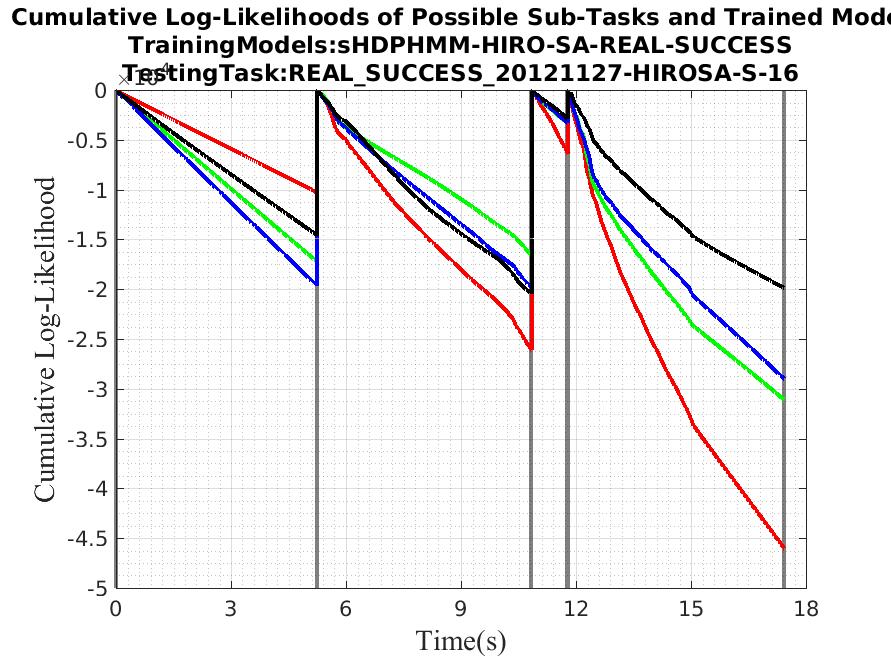 Cumulative Log-Likelihoods of Possible Sub-Tasks and Trained Mode
TrainingModels:sHDPHMM-HIRO-SA-REAL-SUCCESS
TestingTask:REAL_SUCCESS_20121127-HIROSA-S-16
×10⁴
0
-0.5
-1
-1.5
-2
-2.5
-3
-3.5
-4
-4.5
-5
Cumulative Log-Likelihood
0 3 6 9 12 15 18
Time(s)